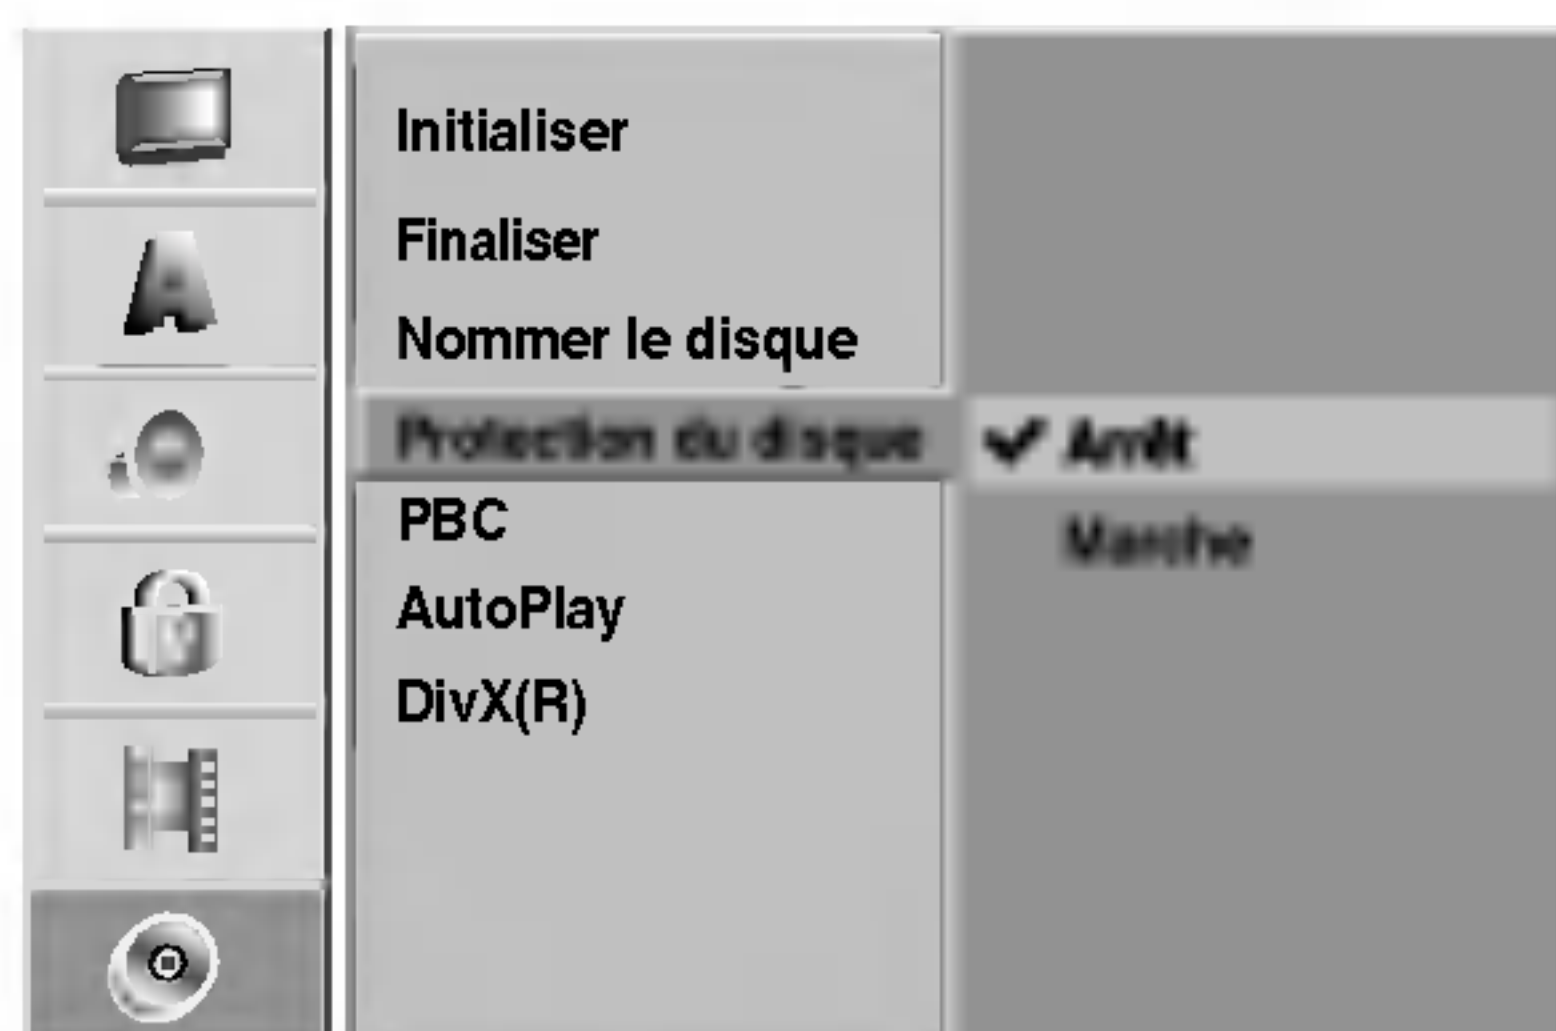 Initialiser
Finaliser
Nommer le disque
Protection du disque
✔ Arrêt
Marche
PBC
AutoPlay
DivX(R)